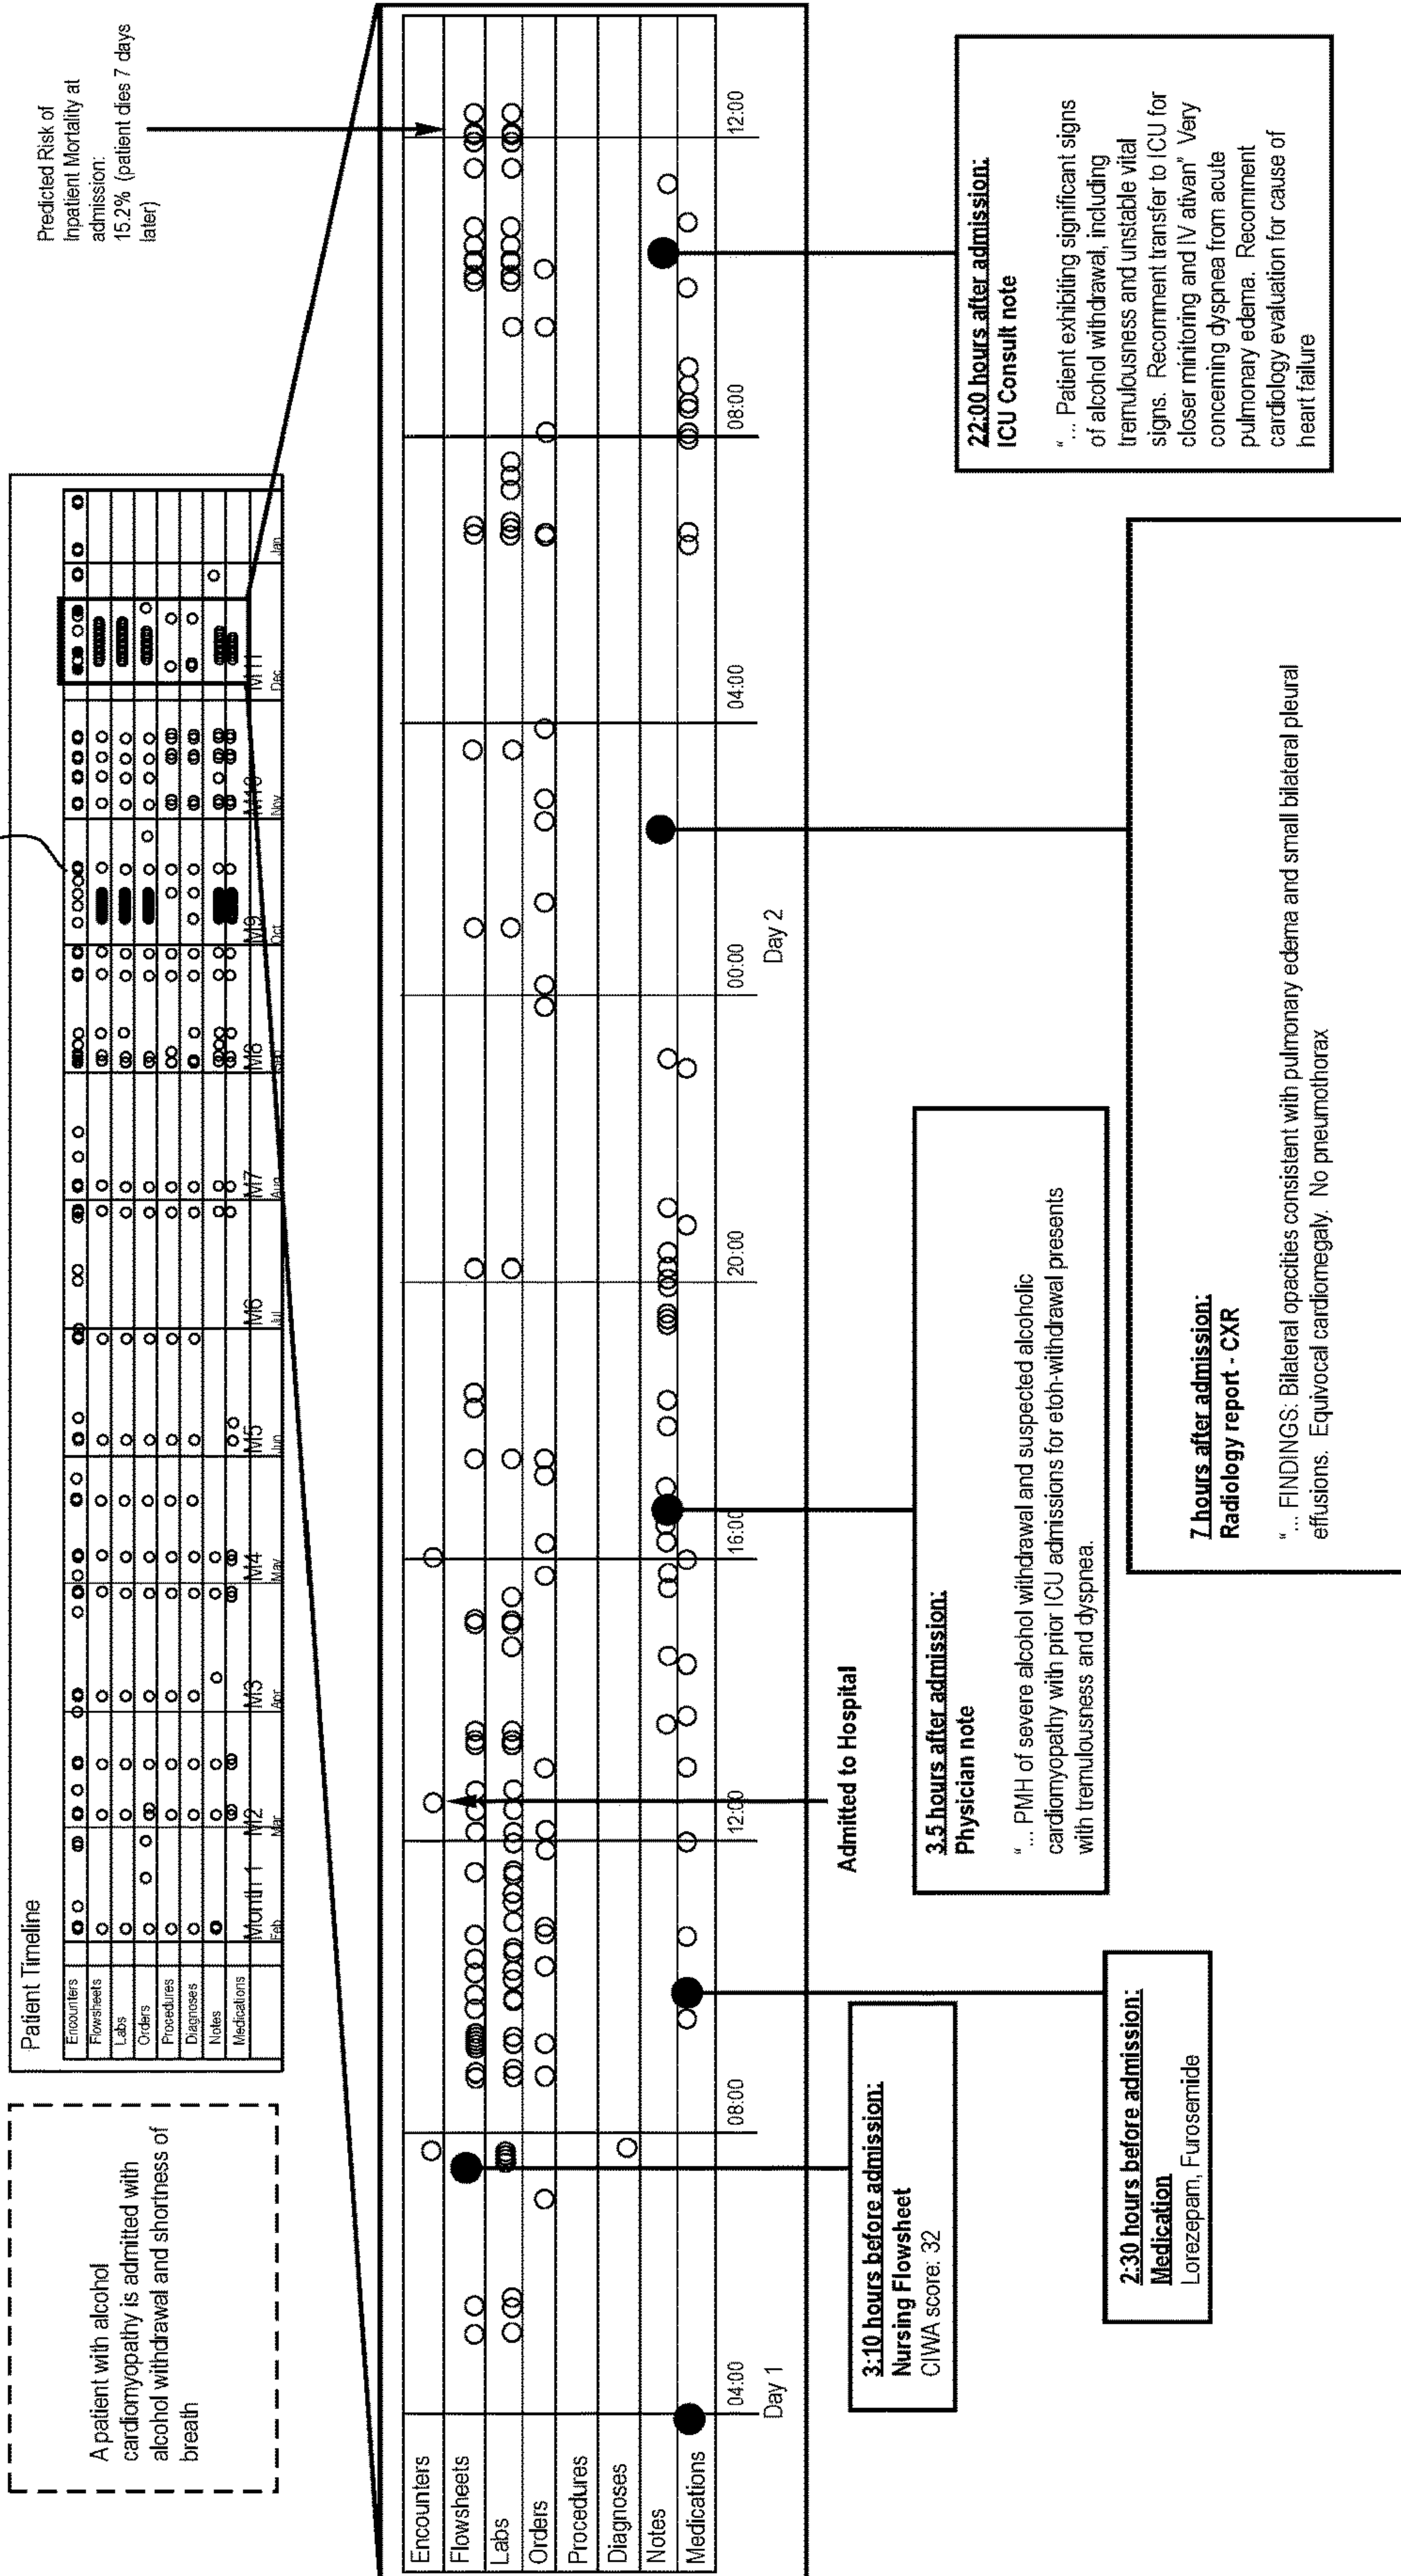 A patient with alcohol
cardiomyopathy is admitted with
alcohol withdrawal and shortness of
breath
Patient Timeline
Encounters
Flowsheets
Labs
Orders
Procedures
Diagnoses
Notes
Medications
Month 1
M2
M3
M4
M5
M6
M7
M8
M9
M10
M11
Feb
Mar
Apr
May
Jun
Jul
Aug
Oct
Nov
Dec
Jan
Predicted Risk of
Inpatient Mortality at
admission:
15.2% (patient dies 7 days
later)
Encounters
Flowsheets
Labs
Orders
Procedures
Diagnoses
Notes
Medications
04:00
08:00
12:00
16:00
20:00
00:00
04:00
08:00
12:00
Day 1
Day 2
Admitted to Hospital
3:10 hours before admission:
Nursing Flowsheet
CIWA score: 32
2:30 hours before admission:
Medication
Lorezepam, Furosemide
3.5 hours after admission:
Physician note
“... PMH of severe alcohol withdrawal and suspected alcoholic
cardiomyopathy with prior ICU admissions for etoh-withdrawal presents
with tremulousness and dyspnea.
7 hours after admission:
Radiology report - CXR
“... FINDINGS: Bilateral opacities consistent with pulmonary edema and small bilateral pleural
effusions. Equivocal cardiomegaly. No pneumothorax
22:00 hours after admission:
ICU Consult note
“... Patient exhibiting significant signs
of alcohol withdrawal, including
tremulousness and unstable vital
signs. Recomment transfer to ICU for
closer minitoring and IV ativan” Very
concerning dyspnea from acute
pulmonary edema. Recomment
cardiology evaluation for cause of
heart failure